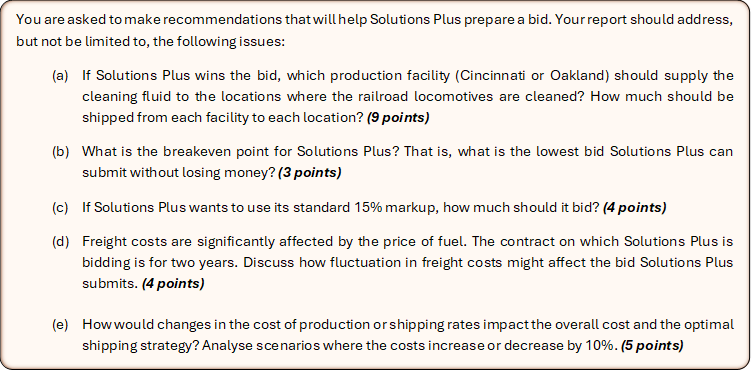 You are asked to make recommendations that will help Solutions Plus prepare a bid. Your report should address,
but not be limited to, the following issues:
(a) If Solutions Plus wins the bid, which production facility (Cincinnati or Oakland) should supply the
cleaning fluid to the locations where the railroad locomotives are cleaned? How much should be
shipped from each facility to each location? (9 points)
(b) What is the breakeven point for Solutions Plus? That is, what is the lowest bid Solutions Plus can
submit without losing money? (3 points)
(c) If Solutions Plus wants to use its standard 15% markup, how much should it bid? (4 points)
(d) Freight costs are significantly affected by the price of fuel. The contract on which Solutions Plus is
bidding is for two years. Discuss how fluctuation in freight costs might affect the bid Solutions Plus
submits. (4 points)
(e) How would changes in the cost of production or shipping rates impact the overall cost and the optimal
shipping strategy? Analyse scenarios where the costs increase or decrease by 10%. (5 points)